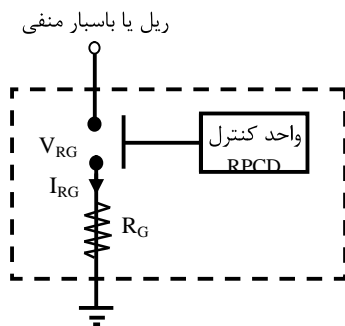 ریل یا باسبار منفی
واحد کنترل
RPCD
V_RG
I_RG
R_G